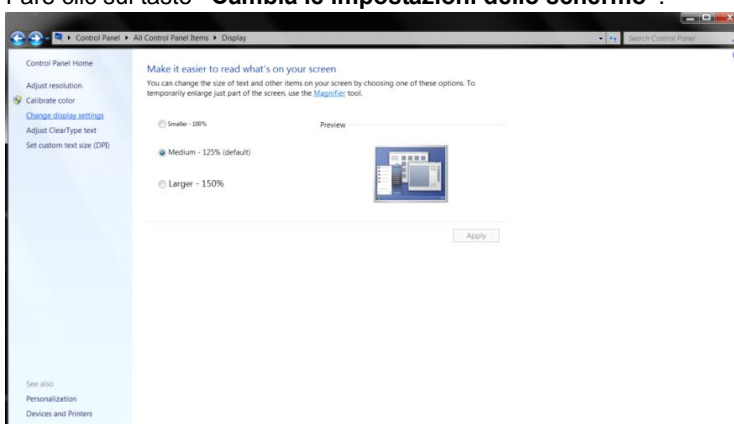 Fare clic sul tasto "Cambia le impostazioni dello schermo".
Control Panel ▸ All Control Panel Items ▸ Display
Search Control Panel
Control Panel Home
Adjust resolution
Calibrate color
Change display settings
Adjust ClearType text
Set custom text size (DPI)
See also
Personalization
Devices and Printers
Make it easier to read what's on your screen
You can change the size of text and other items on your screen by choosing one of these options. To
temporarily enlarge just part of the screen, use the Magnifier tool.
Smaller - 100%
Preview
Medium - 125% (default)
Larger - 150%
Apply